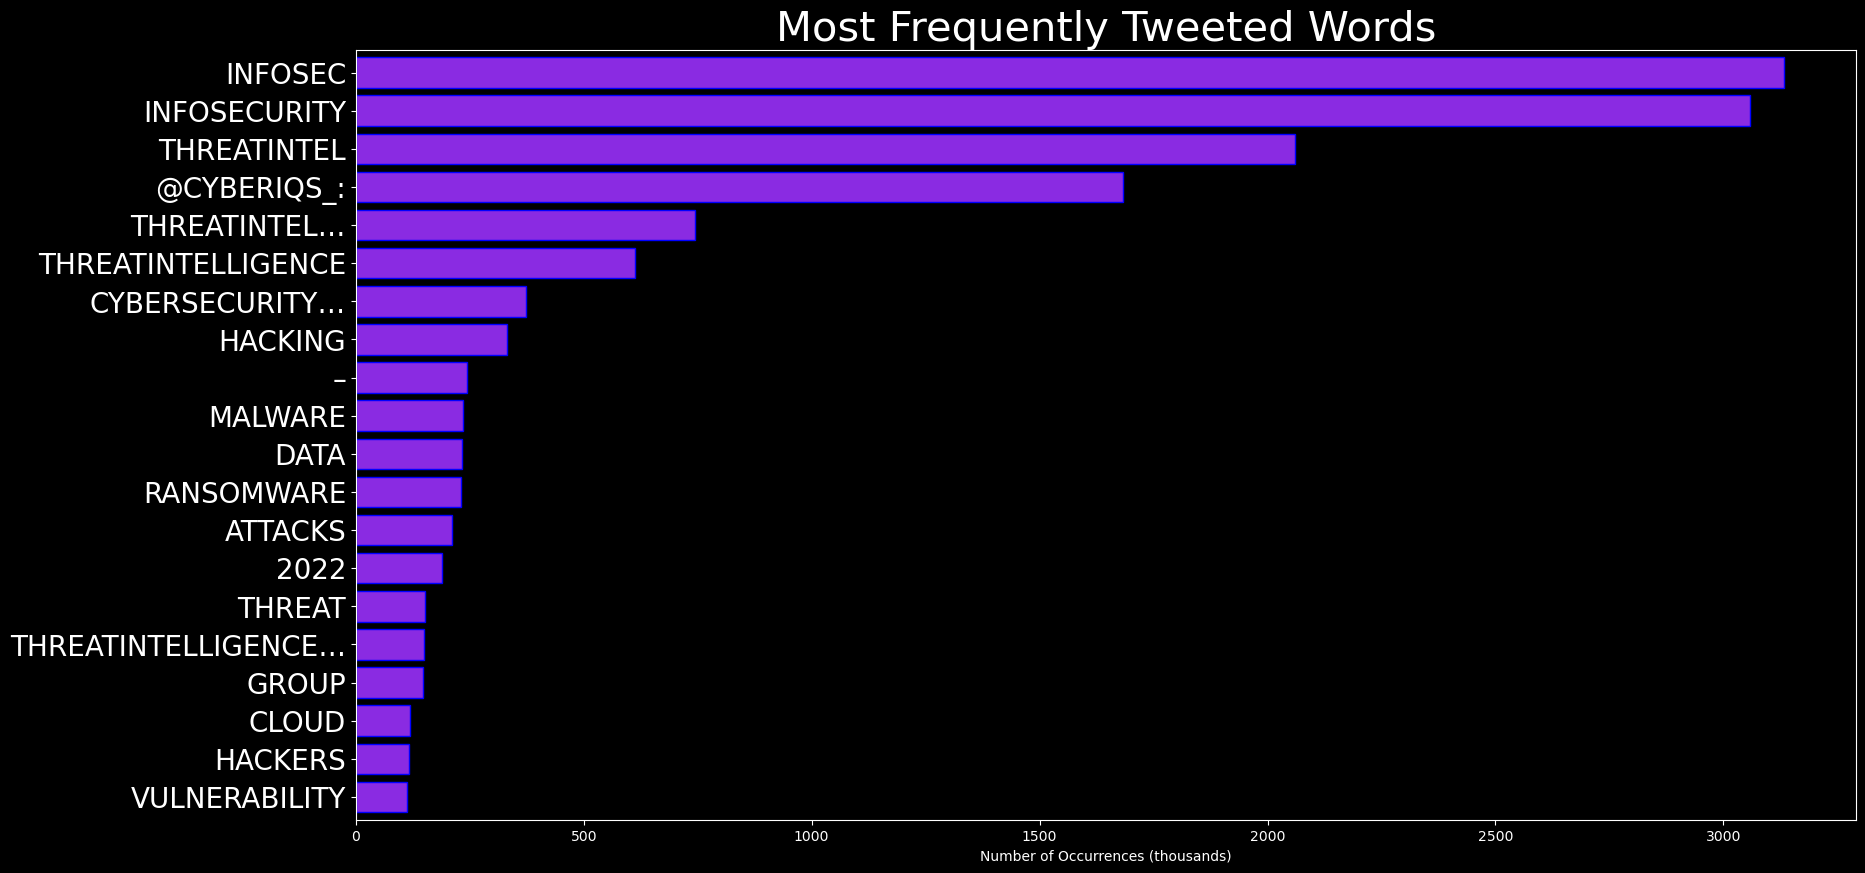 Most Frequently Tweeted Words
INFOSEC
INFOSECURITY
THREATINTEL
@CYBERIQS_:
THREATINTEL…
THREATINTELLIGENCE
CYBERSECURITY…
HACKING
–
MALWARE
DATA
RANSOMWARE
ATTACKS
2022
THREAT
THREATINTELLIGENCE…
GROUP
CLOUD
HACKERS
VULNERABILITY
0 500 1000 1500 2000 2500 3000
Number of Occurrences (thousands)